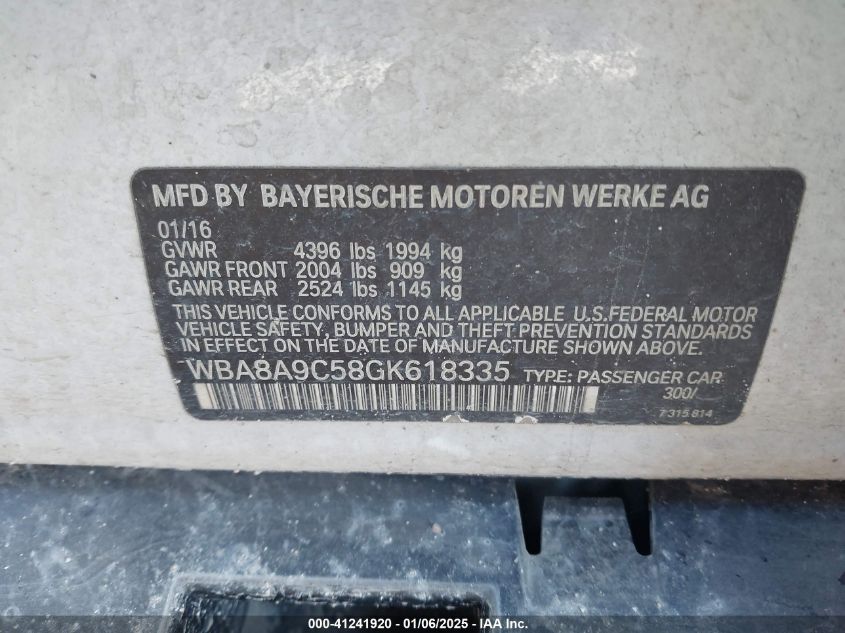 MFD BY BAYERISCHE MOTOREN WERKE AG
01/16
GVWR 4396 lbs 1994 kg
GAWR FRONT 2004 lbs 909 kg
GAWR REAR 2524 lbs 1145 kg
THIS VEHICLE CONFORMS TO ALL APPLICABLE U.S.FEDERAL MOTOR
VEHICLE SAFETY, BUMPER AND THEFT PREVENTION STANDARDS
IN EFFECT ON THE DATE OF MANUFACTURE SHOWN ABOVE.
WBA8A9C58GK618335 TYPE: PASSENGER CAR
300/
7315 814
000-41241920 - 01/06/2025 - IAA Inc.